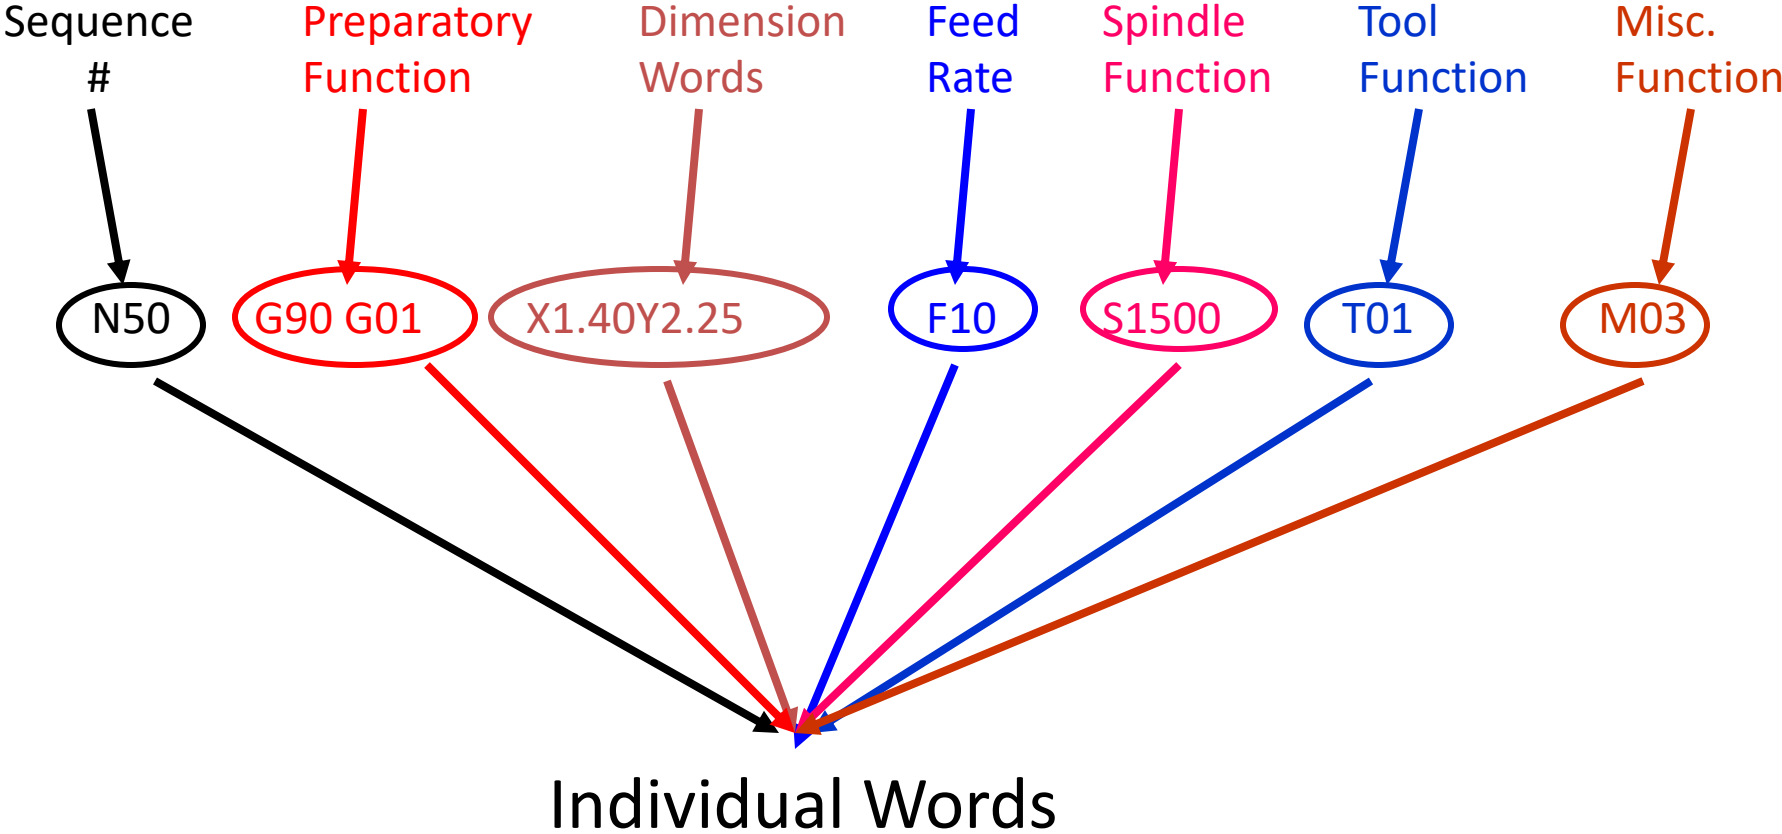 Sequence
#
Preparatory
Function
Dimension
Words
Feed
Rate
Spindle
Function
Tool
Function
Misc.
Function
N50
G90 G01
X1.40Y2.25
F10
S1500
T01
M03
Individual Words